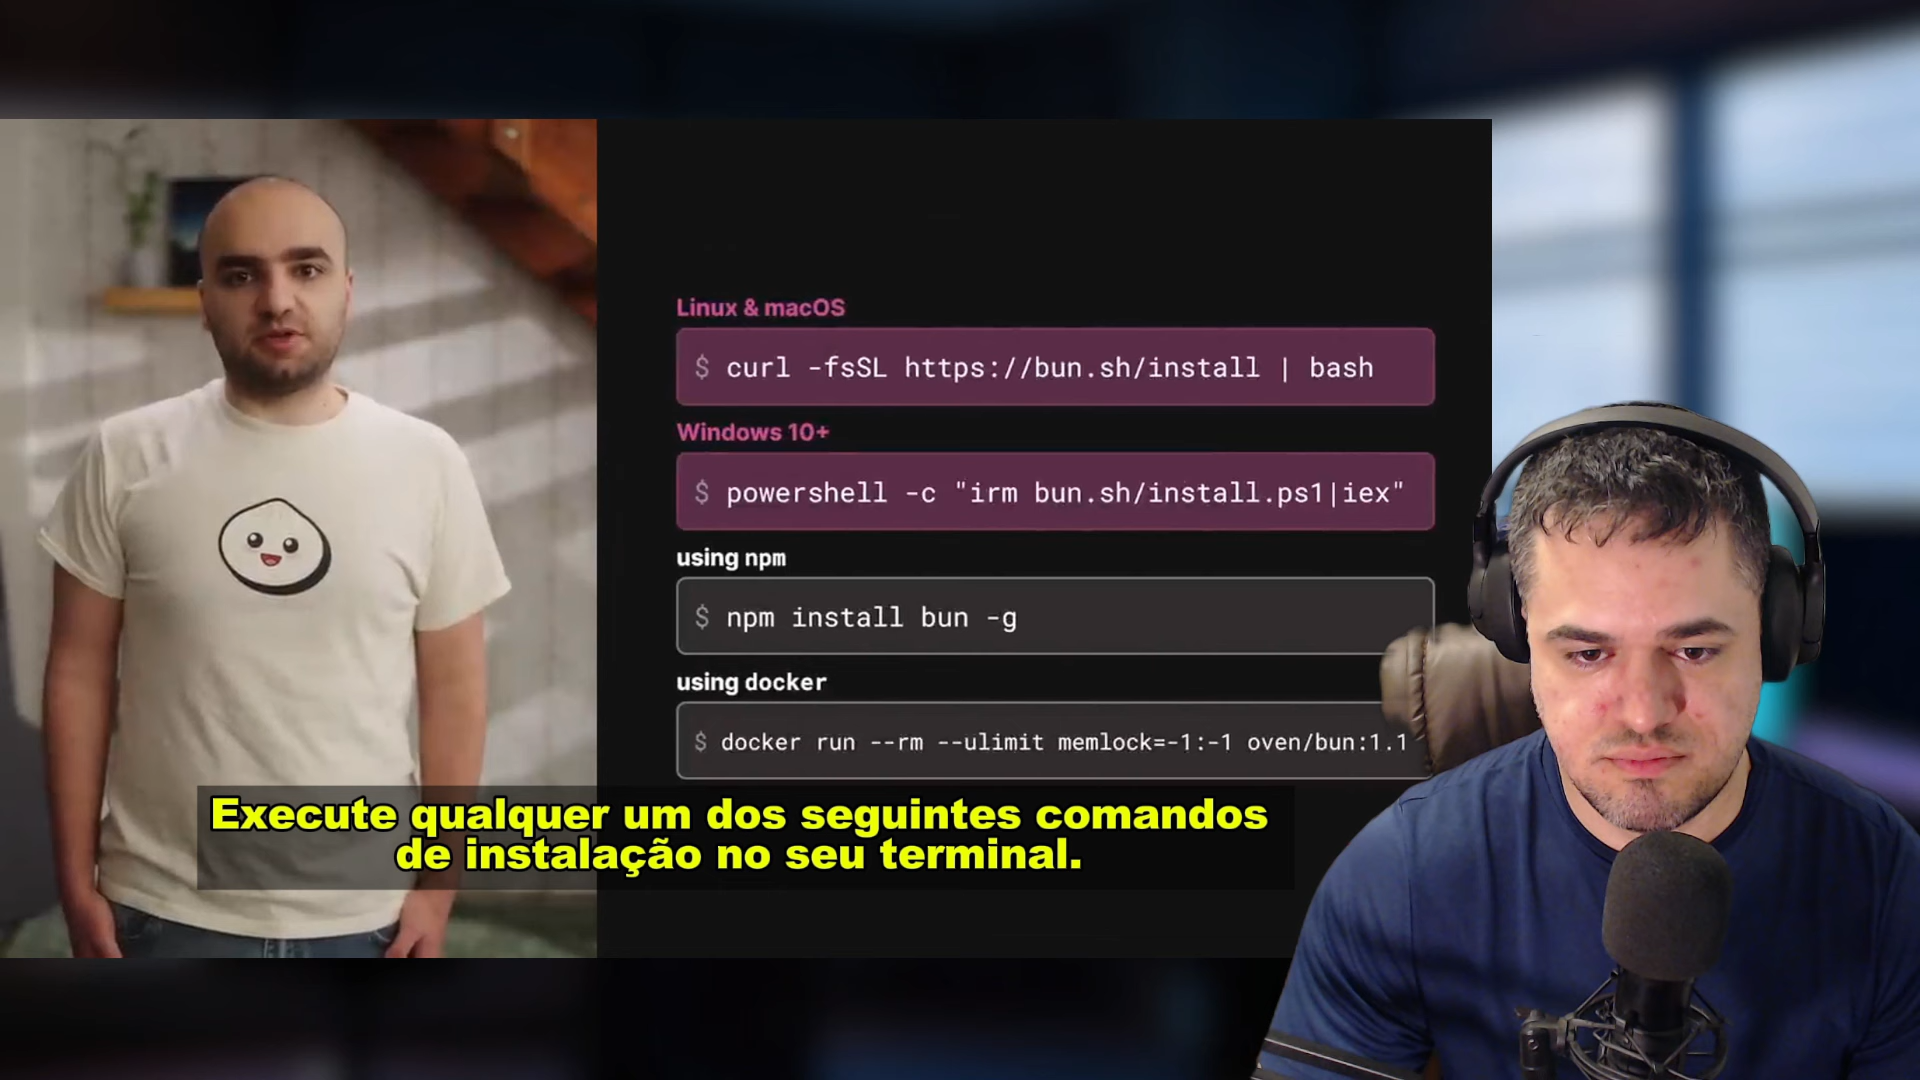 Linux & macOS
$ curl -fsSL https://bun.sh/install | bash
Windows 10+
$ powershell -c "irm bun.sh/install.ps1|iex"
using npm
$ npm install bun -g
using docker
$ docker run --rm --ulimit memlock=-1:-1 oven/bun:1.1
Execute qualquer um dos seguintes comandos
de instalação no seu terminal.